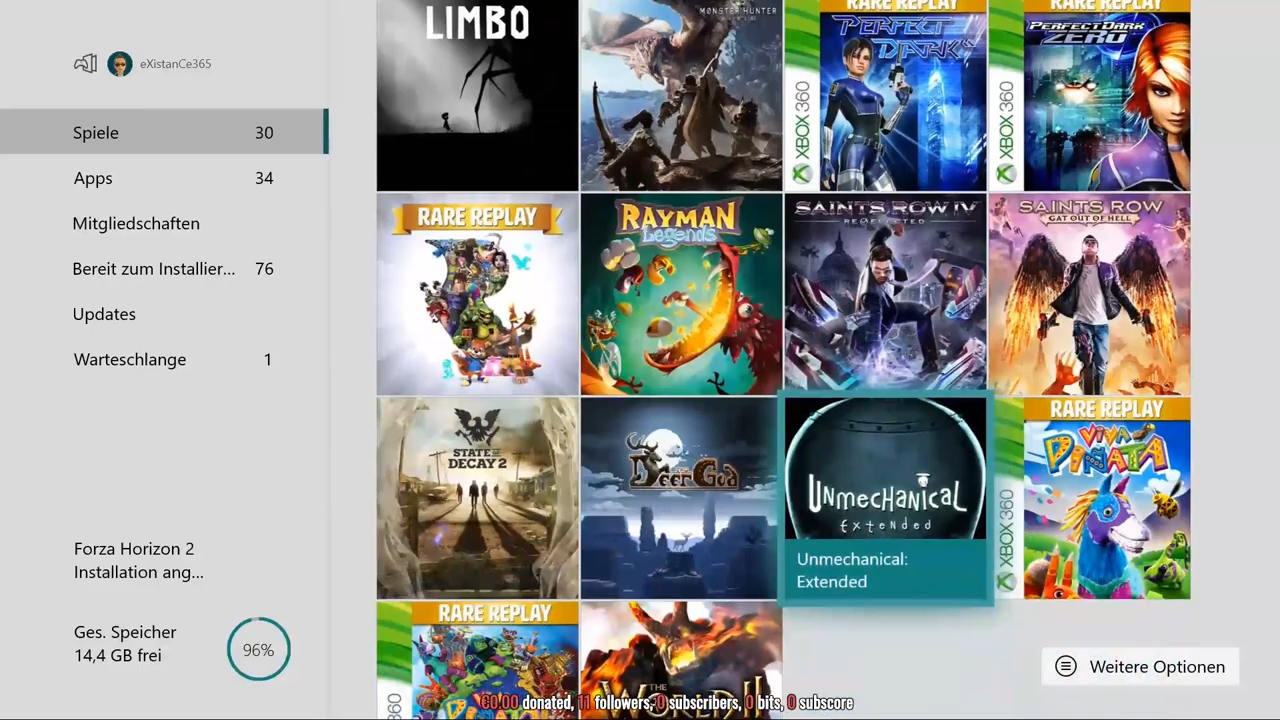 eXistanCe365
Spiele 30
Apps 34
Mitgliedschaften
Bereit zum Installier... 76
Updates
Warteschlange 1
Forza Horizon 2
Installation ang...
Ges. Speicher
14,4 GB frei
96%
LIMBO
MONSTER HUNTER
RARE REPLAY
PERFECT
DARK
XBOX 360
RARE REPLAY
PERFECT DARK
ZERO
XBOX 360
RARE REPLAY
RAYMAN
Legends
SAINTS ROW IV
RE-ELECTED
SAINTS ROW
GAT OUT OF HELL
STATE OF
DECAY 2
Deer God
UNMECHANICAL
Extended
Unmechanical:
Extended
RARE REPLAY
VIVA
PIÑATA
XBOX 360
RARE REPLAY
360
THE
WORLD II
Weitere Optionen
€0.00 donated, 11 followers, 0 subscribers, 0 bits, 0 subscore